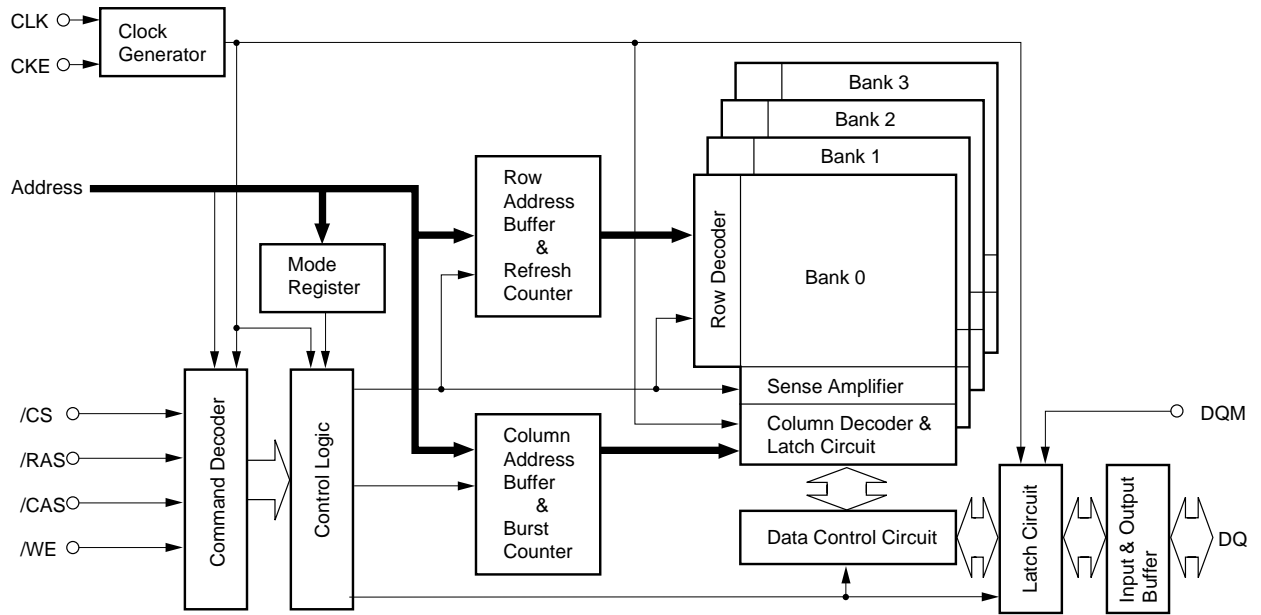 CLK
CKE
Clock
Generator
Bank 3
Bank 2
Bank 1
Address
Row
Address
Buffer
&
Refresh
Counter
Row Decoder
Bank 0
Mode
Register
Sense Amplifier
Column Decoder &
Latch Circuit
/CS
/RAS
/CAS
/WE
Command Decoder
Control Logic
Column
Address
Buffer
&
Burst
Counter
DQM
Data Control Circuit
Latch Circuit
Input & Output
Buffer
DQ